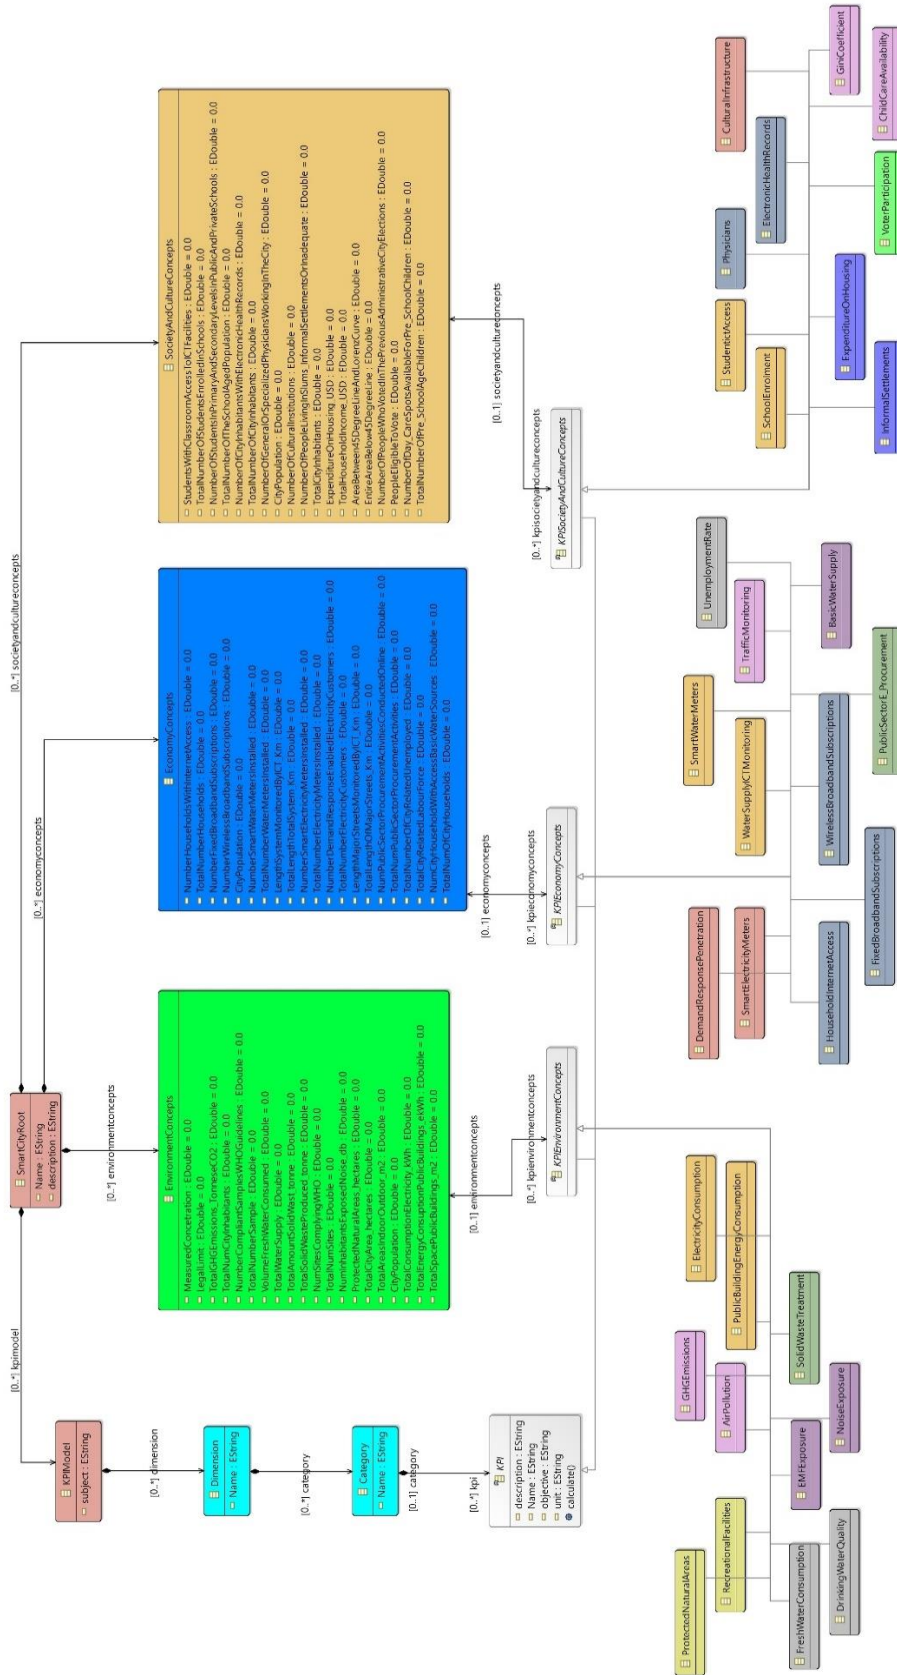 SmartCityRoot
Name : EString
description : EString
[0..*] kpimodel
[0..*] environmentconcepts
[0..*] economyconcepts
[0..*] societyandcultureconcepts
KPIModel
subject : EString
[0..*] dimension
Dimension
Name : EString
[0..*] category
Category
Name : EString
[0..1] category
[0..*] kpi
KPI
description : EString
Name : EString
objective : EString
unit : EString
calculate()
EnvironmentConcepts
MeasuredConcetration : EDouble = 0.0
LegalLimit : EDouble = 0.0
TotalGHGEmissions_TonneseCO2 : EDouble = 0.0
TotalNumCityInhabitants : EDouble = 0.0
NumberCompliantSamplesWHOGuidelines : EDouble = 0.0
TotalNumberSample : EDouble = 0.0
VolumeFreshWaterConsumed : EDouble = 0.0
TotalWaterSupply : EDouble = 0.0
TotalAmountSolidWast_tonne : EDouble = 0.0
TotalSolidWasteProduced_tonne : EDouble = 0.0
NumSitesComplyingWHO : EDouble = 0.0
TotalNumSites : EDouble = 0.0
NuminhabitantsExposedNose_db : EDouble = 0.0
ProtectedNaturalAreas_hectares : EDouble = 0.0
TotalCityArea_hectares : EDouble = 0.0
TotalAreasIndoorOutdoor_m2 : EDouble = 0.0
CityPopulation : EDouble = 0.0
TotalConsumptionElectricity_kWh : EDouble = 0.0
TotalEnergyConsuptionPublicBuildings_ekWh : EDouble = 0.0
TotalSpacePublicBuildings_m2 : EDouble = 0.0
[0..1] environmentconcepts
[0..*] kpienvironmentconcepts
KPIEnvironmentConcepts
EconomyConcepts
NumberHouseholdsWithInternetAccess : EDouble = 0.0
TotalNumberHouseholds : EDouble = 0.0
NumberFixedBroadbandSubscriptions : EDouble = 0.0
NumberWirelessBroadbandSubscriptions : EDouble = 0.0
CityPopulation : EDouble = 0.0
NumberSmartWaterMetersInstalled : EDouble = 0.0
TotalNumberWaterMetersInstalled : EDouble = 0.0
LengthSystemMonitoredByICT_Km : EDouble = 0.0
TotalLengthTotalSystem_Km : EDouble = 0.0
NumberSmartElectricityMetersInstalled : EDouble = 0.0
TotalNumberElectricityMetersInstalled : EDouble = 0.0
NumberDemandResponseEnabledElectricityCustomers : EDouble = 0.0
TotalNumberElectricityCustomers : EDouble = 0.0
LengthMajorStreetsMonitoredByICT_Km : EDouble = 0.0
TotalLengthOfMajorStreets_Km : EDouble = 0.0
NumPublicSectorProcurementActivitiesConductedOnline : EDouble = 0.0
TotalNumPublicSectorProcurementActivities : EDouble = 0.0
TotalNumberOfCityRelatedUnemployed : EDouble = 0.0
TotalCityRelatedLabourForce : EDouble = 0.0
NumCityHouseholdWithAccessBasicWaterSources : EDouble = 0.0
TotalNumOfCityHouseholds : EDouble = 0.0
[0..1] economyconcepts
[0..*] kpieconomyconcepts
KPIEconomyConcepts
SocietyAndCultureConcepts
StudentsWithClassroomAccessToICTFacilities : EDouble = 0.0
TotalNumberOfStudentsEnrolledInSchools : EDouble = 0.0
NumberOfStudentsInPrimaryAndSecondaryLevelsInPublicAndPrivateSchools : EDouble = 0.0
TotalNumberOfTheSchoolAgedPopulation : EDouble = 0.0
NumberOfCityInhabitantsWithElectronicHealthRecords : EDouble = 0.0
TotalNumberOfCityInhabitants : EDouble = 0.0
NumberOfGeneralOrSpecializedPhysiciansWorkingInTheCity : EDouble = 0.0
CityPopulation : EDouble = 0.0
NumberOfCulturalInstitutions : EDouble = 0.0
NumberOfPeopleLivingInSlums_InformalSettlementsOrInadequate : EDouble = 0.0
TotalCityInhabitants : EDouble = 0.0
ExpenditureOnHousing_USD : EDouble = 0.0
TotalHouseholdIncome_USD : EDouble = 0.0
AreaBetween45DegreeLineAndLorenzCurve : EDouble = 0.0
EntireAreaBelow45DegreeLine : EDouble = 0.0
NumberOfPeopleWhoVotedInThePreviousAdministrativeCityElections : EDouble = 0.0
PeopleEligibleToVote : EDouble = 0.0
NumberOfDay_CareSpotsAvailableForPre_SchoolChildren : EDouble = 0.0
TotalNumberOfPre_SchoolAgeChildren : EDouble = 0.0
[0..1] societyandcultureconcepts
[0..*] kpisocietyandcultureconcepts
KPISocietyAndCultureConcepts
ProtectedNaturalAreas
RecreationalFacilities
FreshWaterConsumption
DrinkingWaterQuality
GHGEmissions
AirPollution
EMFExposure
NoiseExposure
ElectricityConsumption
PublicBuildingEnergyConsumption
SolidWasteTreatment
DemandResponsePenetration
SmartElectricityMeters
HouseholdInternetAccess
FixedBroadbandSubscriptions
SmartWaterMeters
WaterSupplyICTMonitoring
WirelessBroadbandSubscriptions
PublicSectorE_Procurement
UnemploymentRate
TrafficMonitoring
BasicWaterSupply
StudenticitAccess
SchoolEnrolment
InformalSettlements
ExpenditureOnHousing
Physicians
ElectronicHealthRecords
VoterParticipation
CulturalInfrastructure
GiniCoefficient
ChildCareAvailability